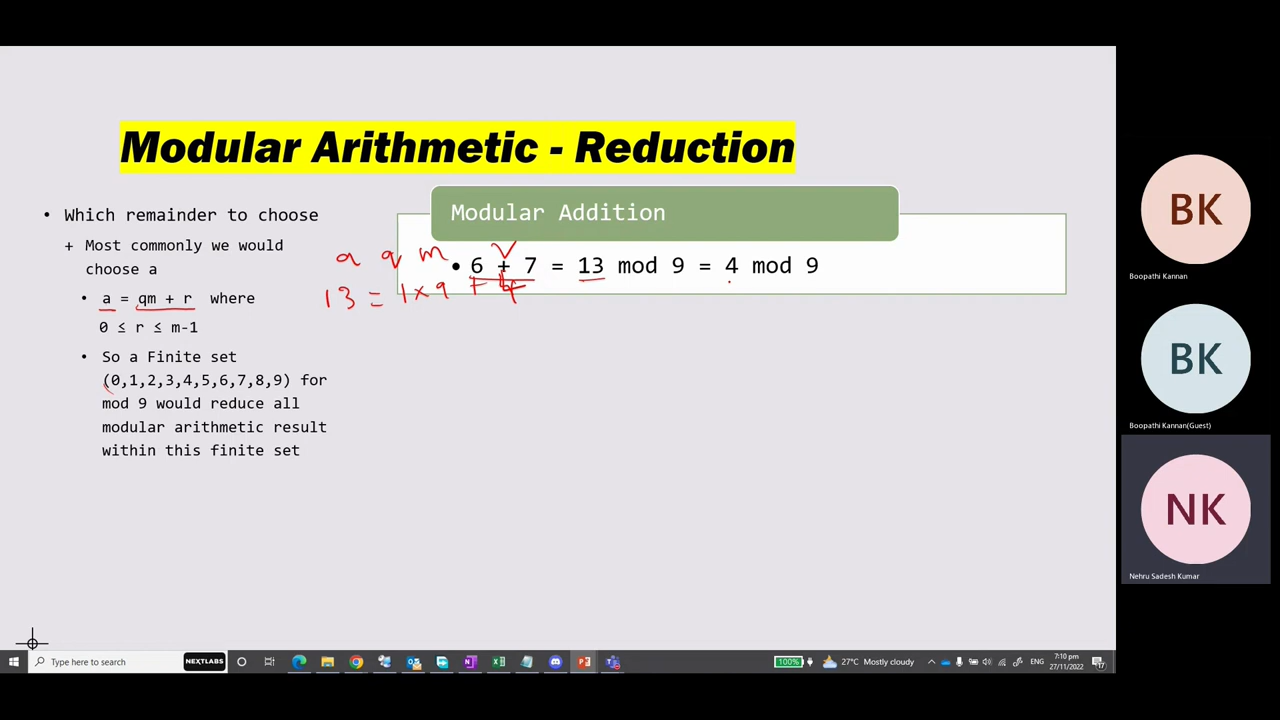 Modular Arithmetic - Reduction
• Which remainder to choose
+ Most commonly we would
choose a
• a = qm + r where
0 ≤ r ≤ m-1
• So a Finite set
(0,1,2,3,4,5,6,7,8,9) for
mod 9 would reduce all
modular arithmetic result
within this finite set
Modular Addition
• 6 + 7 = 13 mod 9 = 4 mod 9
a q m r
13 = 1×9 + 4
BK
Boopathi Kannan
BK
Boopathi Kannan(Guest)
NK
Nehru Sadesh Kumar
Type here to search
NEXTLABS
100%
27°C Mostly cloudy
ENG
7:10 pm
27/11/2022